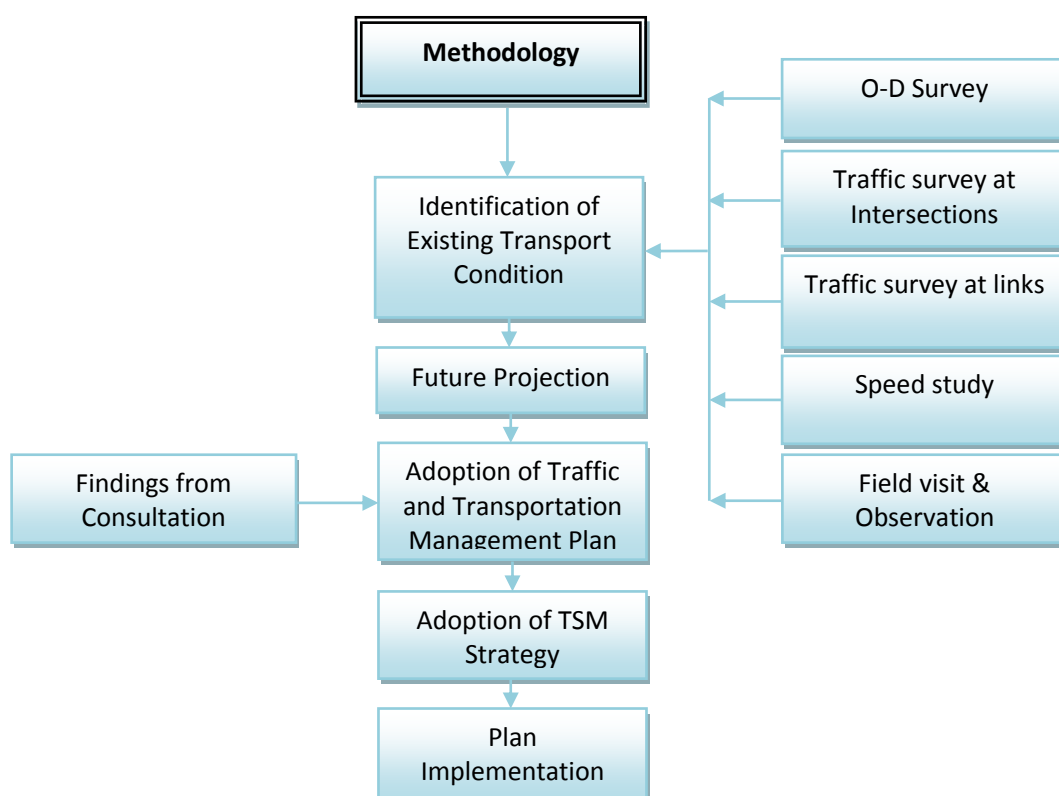 Methodology
O-D Survey
Traffic survey at
Intersections
Identification of
Existing Transport
Condition
Traffic survey at links
Future Projection
Speed study
Findings from
Consultation
Adoption of Traffic
and Transportation
Management Plan
Field visit &
Observation
Adoption of TSM
Strategy
Plan
Implementation